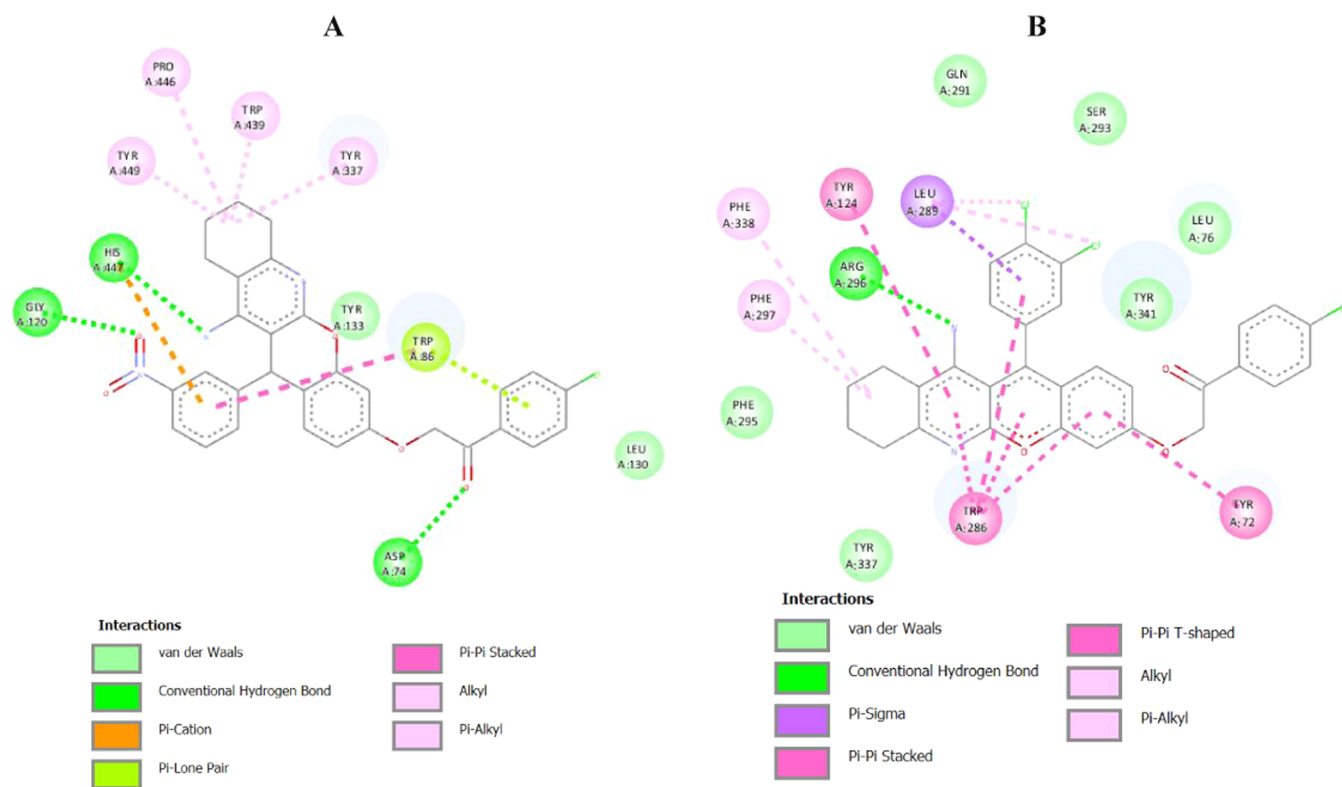 A
PRO
A:446
TRP
A:439
TYR
A:449
TYR
A:337
HIS
A:447
GLY
A:120
TYR
A:133
TRP
A:86
N
N
O
N
O
O
Cl
LEU
A:130
O
O
ASP
A:74
Interactions
van der Waals
Conventional Hydrogen Bond
Pi-Cation
Pi-Lone Pair
Pi-Pi Stacked
Alkyl
Pi-Alkyl
B
GLN
A:291
SER
A:293
TYR
A:124
LEU
A:289
Cl
Cl
LEU
A:76
PHE
A:338
ARG
A:296
PHE
A:297
TYR
A:341
N
O
PHE
A:295
N
O
O
TRP
A:286
TYR
A:72
TYR
A:337
Interactions
van der Waals
Conventional Hydrogen Bond
Pi-Sigma
Pi-Pi Stacked
Pi-Pi T-shaped
Alkyl
Pi-Alkyl